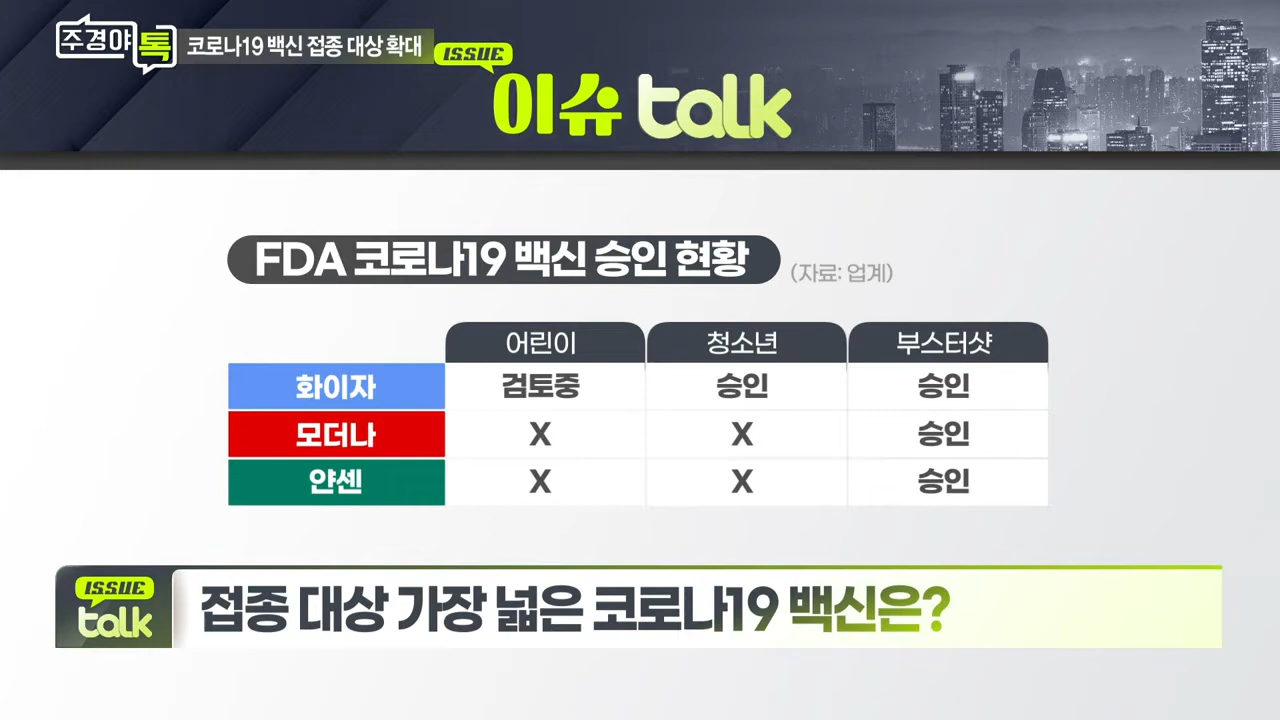 주경야톡 코로나19 백신 접종 대상 확대
ISSUE
이슈 talk
FDA 코로나19 백신 승인 현황 (자료: 업계)
어린이 청소년 부스터샷
화이자 검토중 승인 승인
모더나 X X 승인
얀센 X X 승인
ISSUE
talk
접종 대상 가장 넓은 코로나19 백신은?